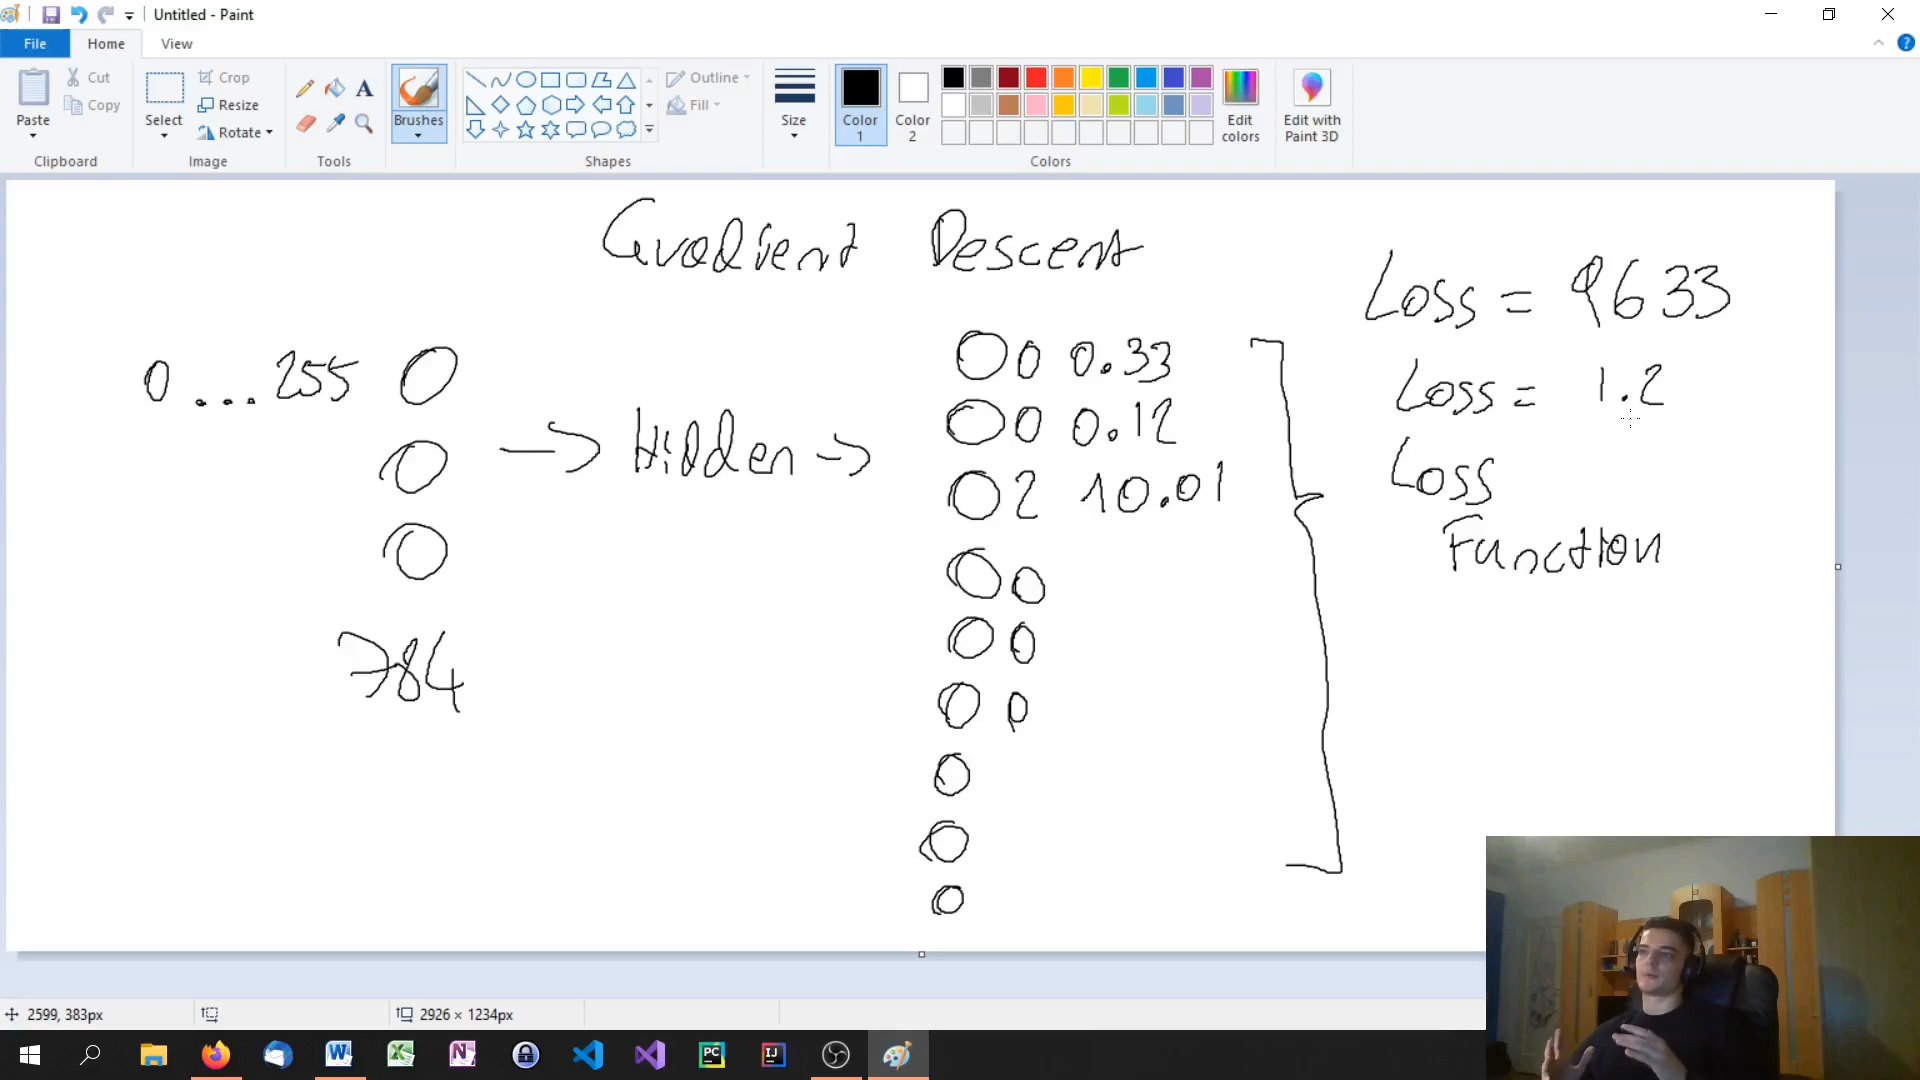 Untitled - Paint
File Home View
Paste
Cut
Copy
Clipboard
Select
Crop
Resize
Rotate
Image
Tools
Brushes
Shapes
Outline
Fill
Size
Color 1
Color 2
Colors
Edit colors
Edit with Paint 3D
Gradient Descent
0 ... 255
784
Hidden
0 0.33
0 0.12
2 10.01
0
0
0
Loss = 9633
Loss = 1.2
Loss
Function
2599, 383px
2926 × 1234px